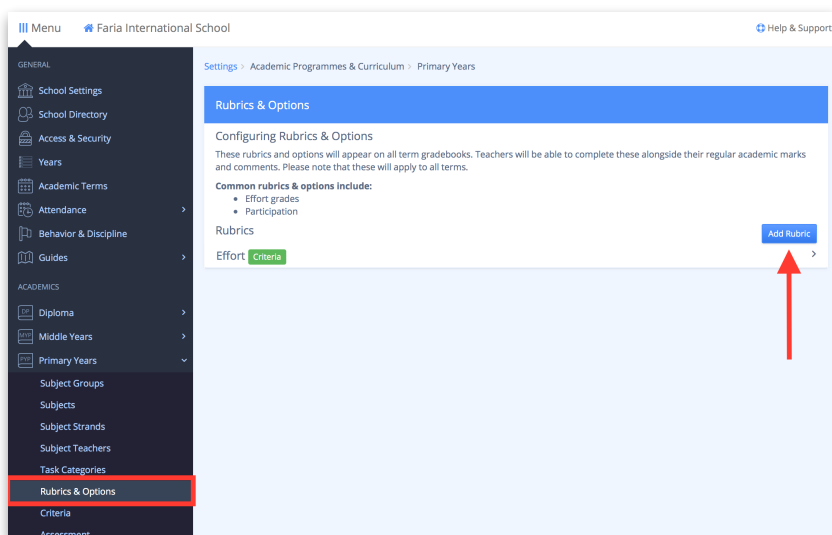 Menu
Faria International School
Help & Support
GENERAL
School Settings
School Directory
Access & Security
Years
Academic Terms
Attendance
Behavior & Discipline
Guides
ACADEMICS
DP Diploma
MYP Middle Years
PYP Primary Years
Subject Groups
Subjects
Subject Strands
Subject Teachers
Task Categories
Rubrics & Options
Criteria
Assessment
Settings > Academic Programmes & Curriculum > Primary Years
Rubrics & Options
Configuring Rubrics & Options
These rubrics and options will appear on all term gradebooks. Teachers will be able to complete these alongside their regular academic marks
and comments. Please note that these will apply to all terms.
Common rubrics & options include:
• Effort grades
• Participation
Rubrics
Add Rubric
Effort Criteria